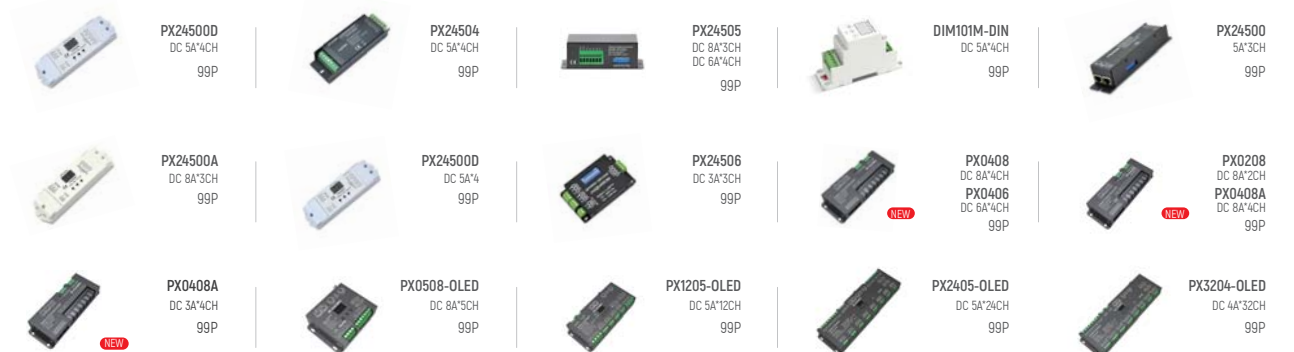 PX24500D
DC 5A*4CH
99P
PX24504
DC 5A*4CH
99P
PX24505
DC 8A*3CH
DC 6A*4CH
99P
DIM101M-DIN
DC 5A*4CH
99P
PX24500
5A*3CH
99P
PX24500A
DC 8A*3CH
99P
PX24500D
DC 5A*4
99P
PX24506
DC 3A*3CH
99P
PX0408
DC 8A*4CH
PX0406
DC 6A*4CH
99P
NEW
PX0208
DC 8A*2CH
PX0408A
DC 8A*4CH
99P
NEW
PX0408A
DC 3A*4CH
99P
NEW
PX0508-OLED
DC 8A*5CH
99P
PX1205-OLED
DC 5A*12CH
99P
PX2405-OLED
DC 5A*24CH
99P
PX3204-OLED
DC 4A*32CH
99P